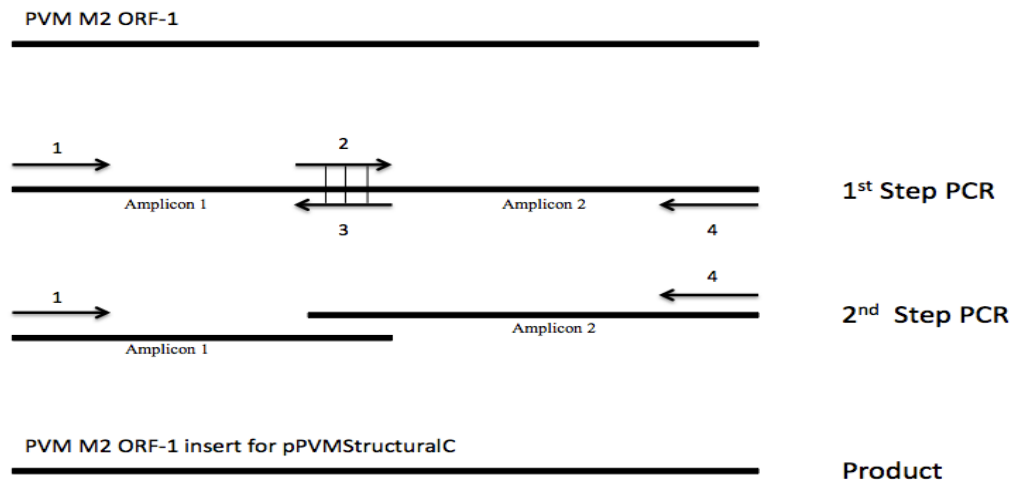 PVM M2 ORF-1
1
2
Amplicon 1
Amplicon 2
1st Step PCR
3
4
1
4
Amplicon 2
2nd Step PCR
Amplicon 1
PVM M2 ORF-1 insert for pPVMStructuralC
Product